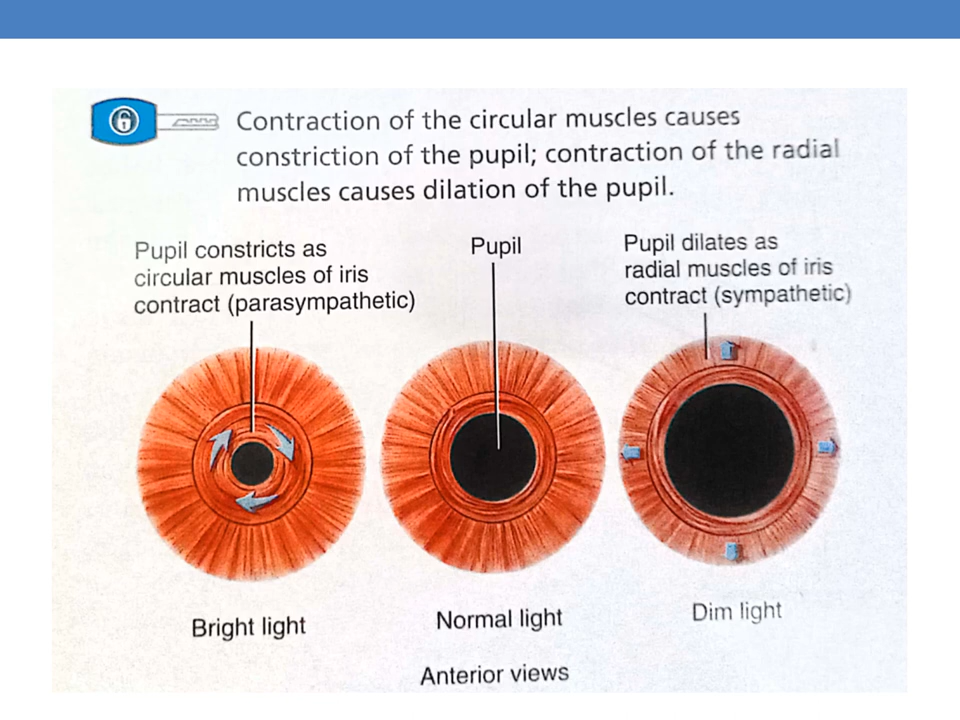 Contraction of the circular muscles causes
constriction of the pupil; contraction of the radial
muscles causes dilation of the pupil.
Pupil constricts as
circular muscles of iris
contract (parasympathetic)
Pupil
Pupil dilates as
radial muscles of iris
contract (sympathetic)
Bright light
Normal light
Dim light
Anterior views